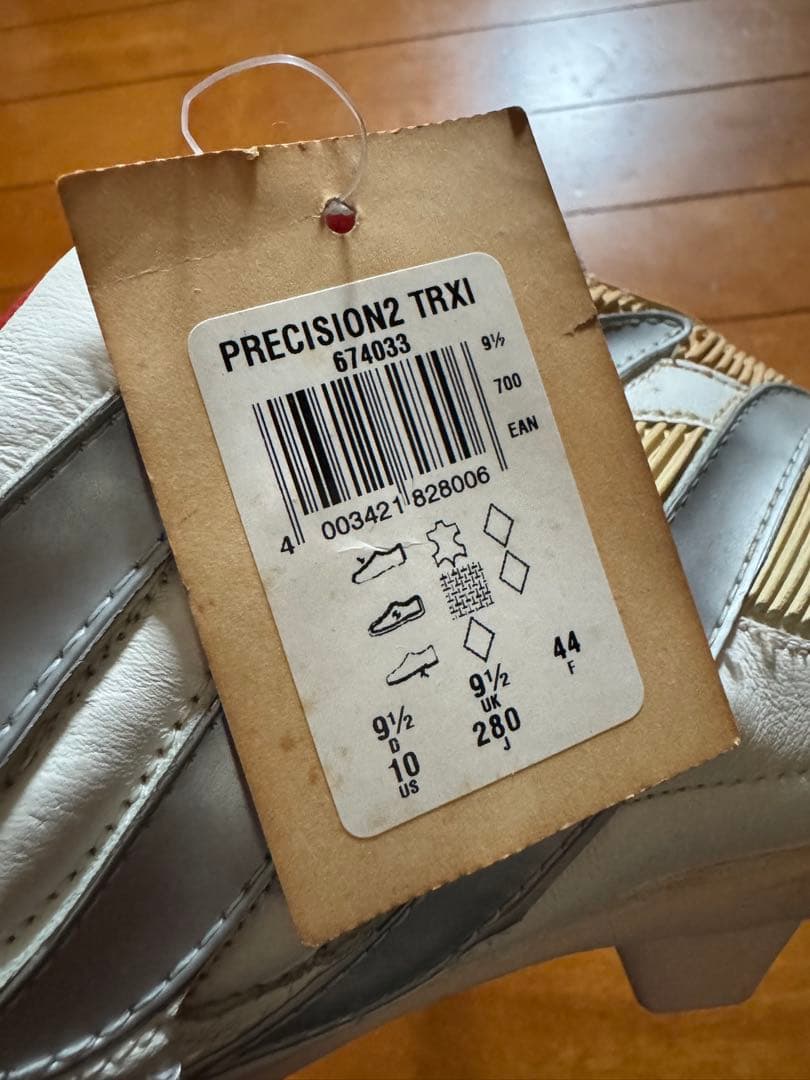 PRECISION2 TRXI
674033
9½
700
EAN
4 003421 828006
9½
D
9½
UK
44
F
10
US
280
J